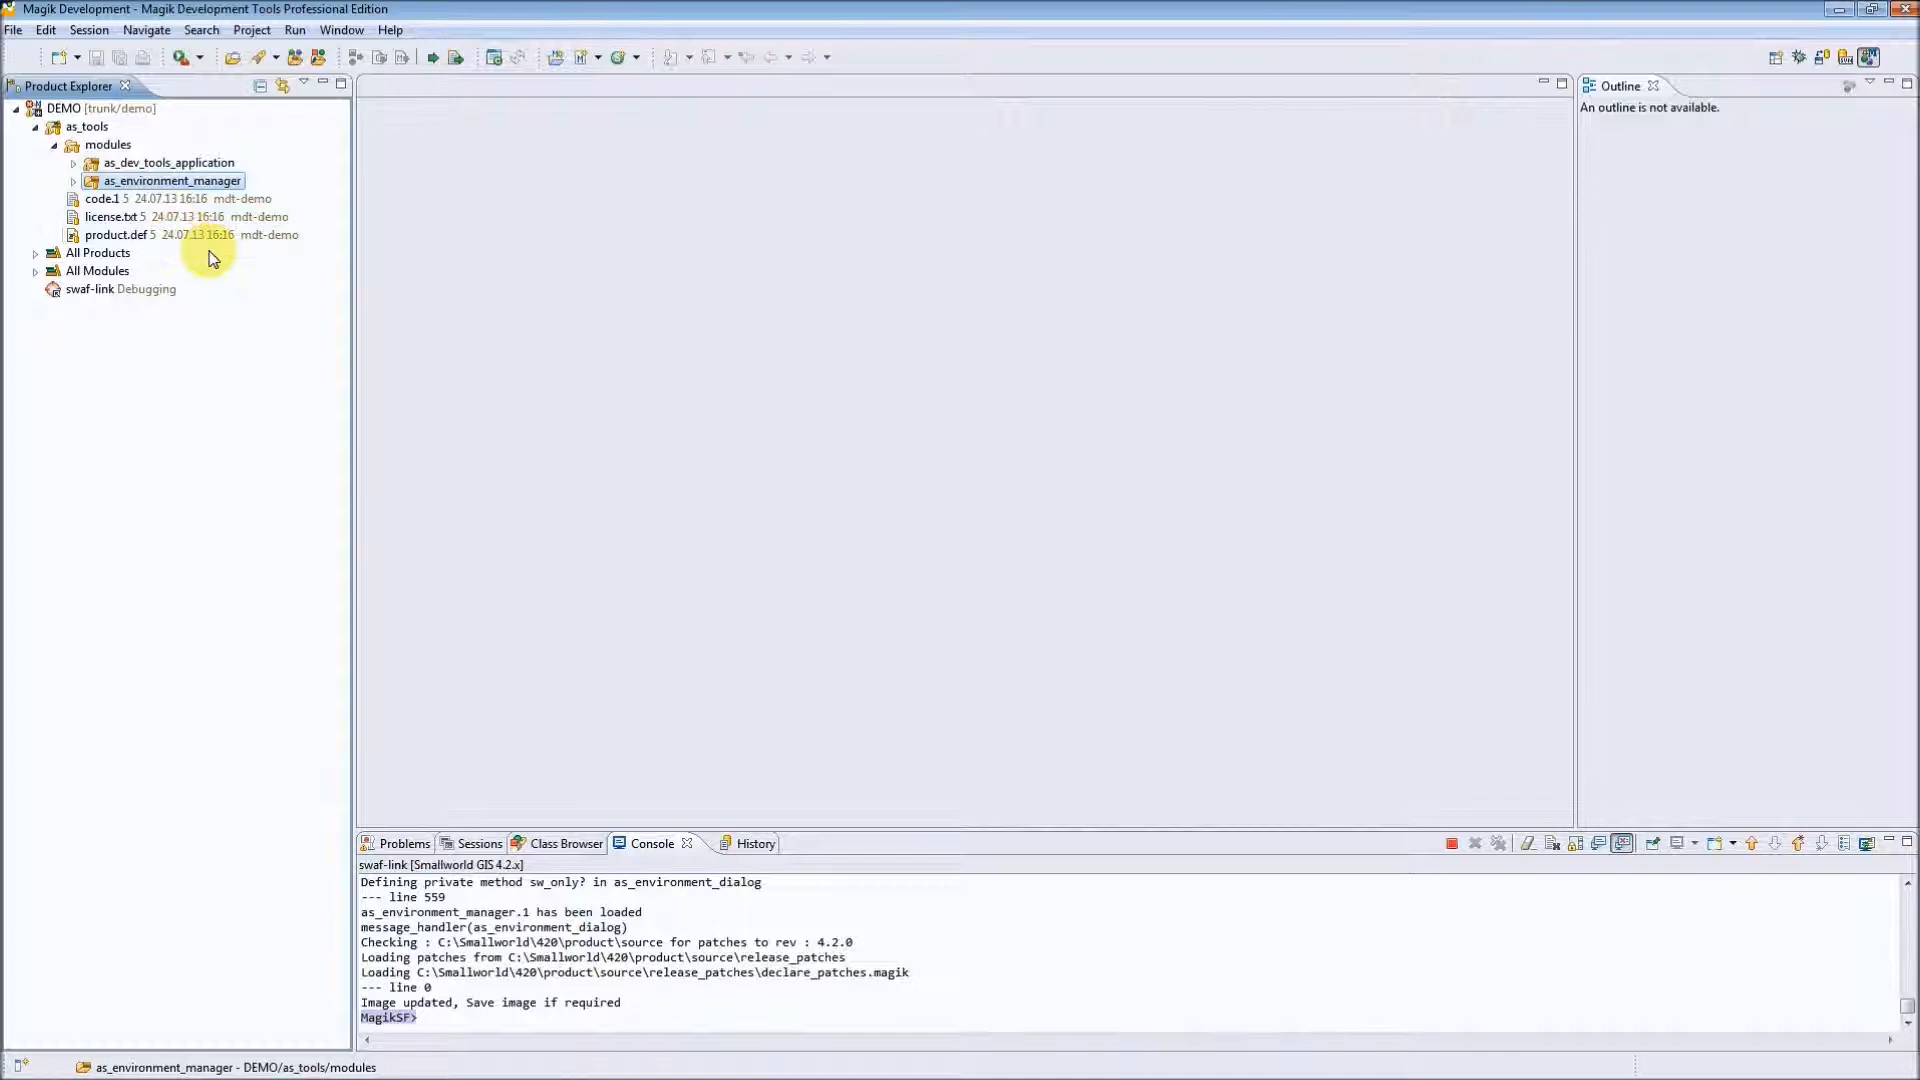 Magik Development - Magik Development Tools Professional Edition
File Edit Session Navigate Search Project Run Window Help
Product Explorer
DEMO [trunk/demo]
as_tools
modules
as_dev_tools_application
as_environment_manager
code.1 5 24.07.13 16:16 mdt-demo
license.txt 5 24.07.13 16:16 mdt-demo
product.def 5 24.07.13 16:16 mdt-demo
All Products
All Modules
swaf-link Debugging
Outline
An outline is not available.
Problems Sessions Class Browser Console History
swaf-link [Smallworld GIS 4.2.x]
Defining private method sw_only? in as_environment_dialog
--- line 559
as_environment_manager.1 has been loaded
message_handler(as_environment_dialog)
Checking : C:\Smallworld\420\product\source for patches to rev : 4.2.0
Loading patches from C:\Smallworld\420\product\source\release_patches
Loading C:\Smallworld\420\product\source\release_patches\declare_patches.magik
--- line 0
Image updated, Save image if required
MagikSF>
as_environment_manager - DEMO/as_tools/modules